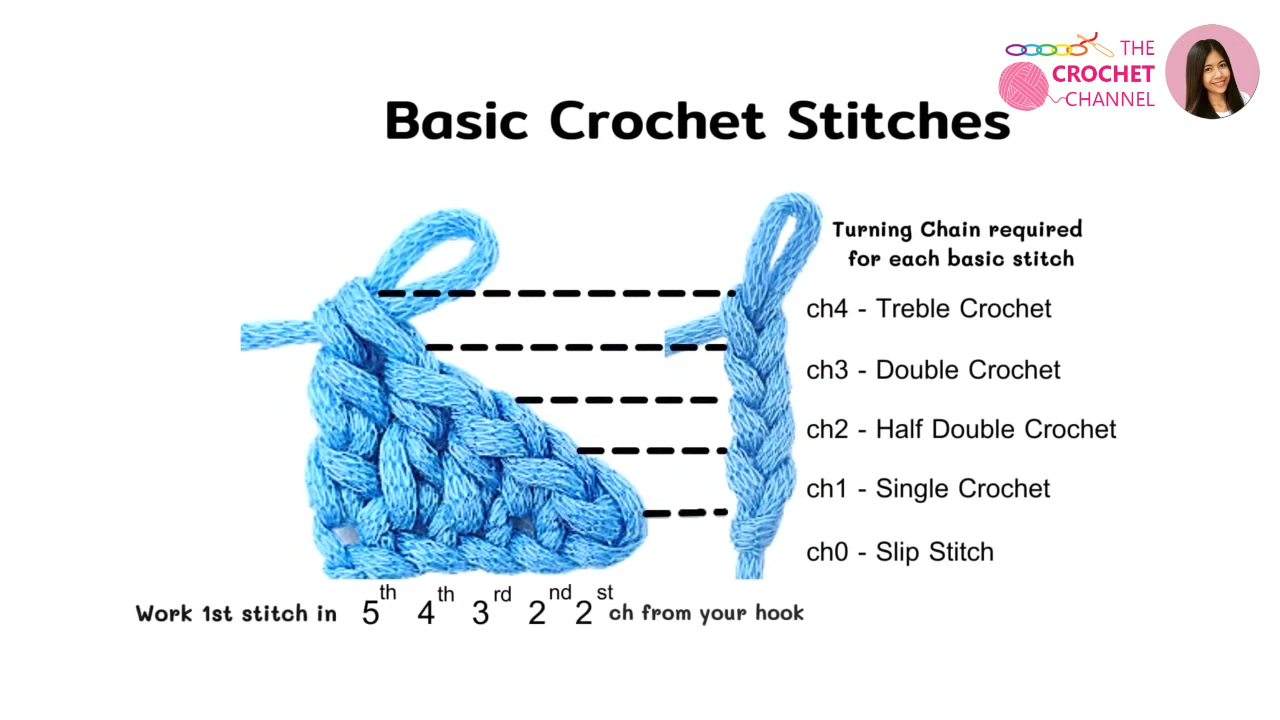 THE
CROCHET
CHANNEL
Basic Crochet Stitches
Turning Chain required
for each basic stitch
ch4 - Treble Crochet
ch3 - Double Crochet
ch2 - Half Double Crochet
ch1 - Single Crochet
ch0 - Slip Stitch
Work 1st stitch in 5th 4th 3rd 2nd 2st ch from your hook